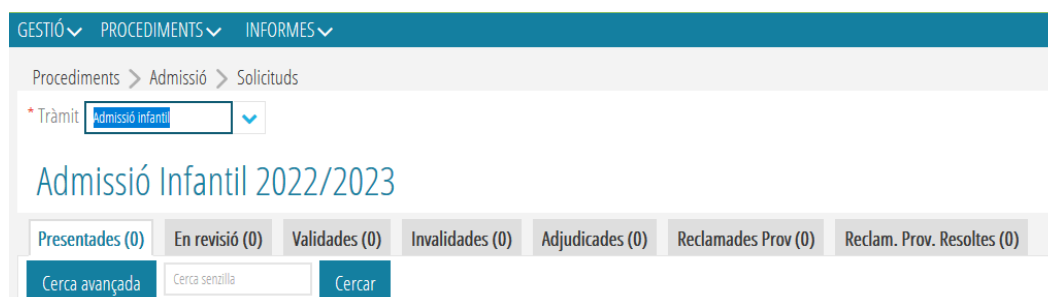 GESTIÓ PROCEDIMENTS INFORMES
Procediments > Admissió > Solicituds
* Tràmit Admissió infantil
Admissió Infantil 2022/2023
Presentades (0) En revisió (0) Validades (0) Invalidades (0) Adjudicades (0) Reclamades Prov (0) Reclam. Prov. Resoltes (0)
Cerca avançada Cerca senzilla Cercar